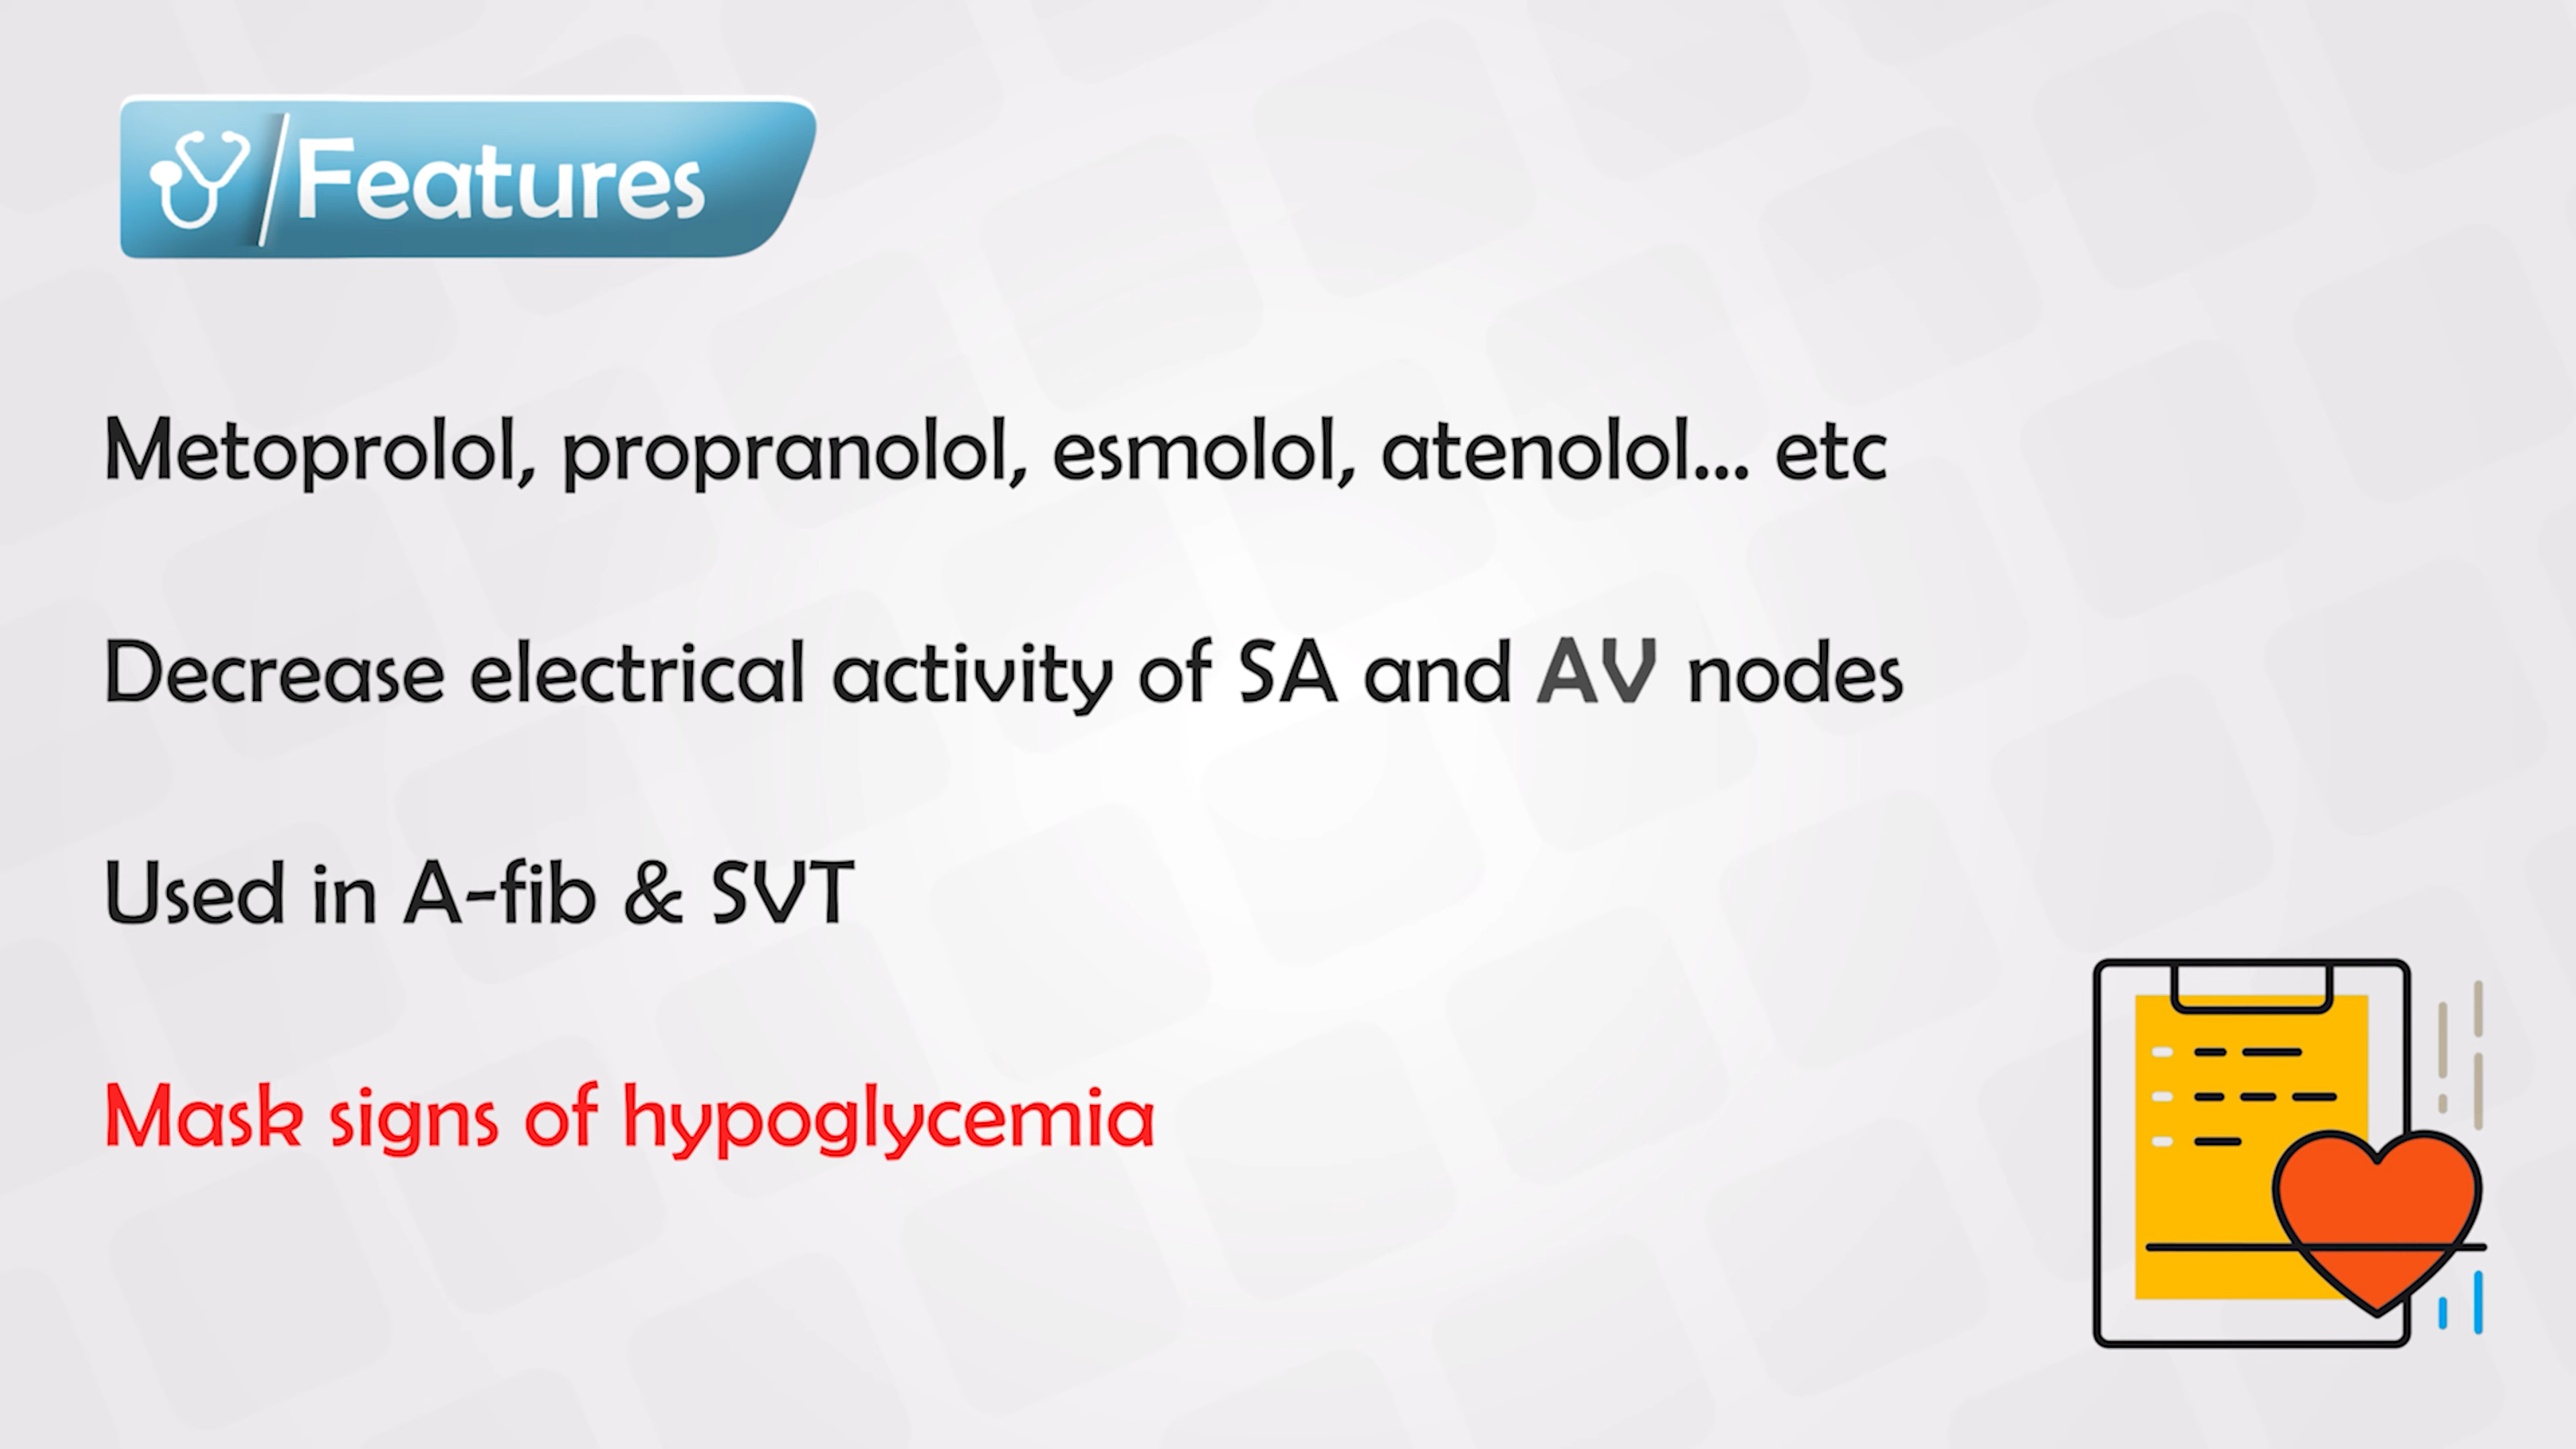 Features
Metoprolol, propranolol, esmolol, atenolol... etc
Decrease electrical activity of SA and AV nodes
Used in A-fib & SVT
Mask signs of hypoglycemia